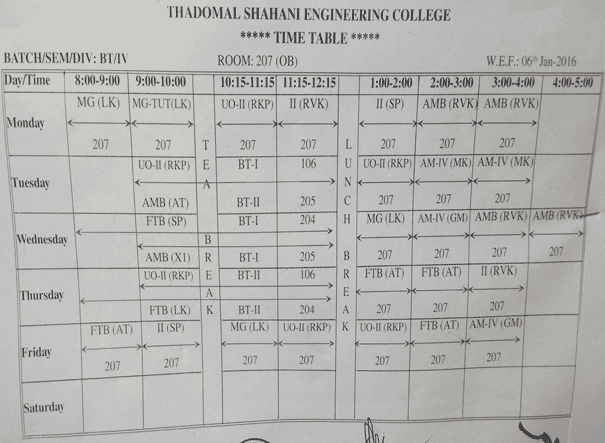 THADOMAL SHAHANI ENGINEERING COLLEGE
***** TIME TABLE *****
BATCH/SEM/DIV: BT/IV ROOM: 207 (OB) W.E.F.: 06th Jan-2016
Day/Time 8:00-9:00 9:00-10:00 10:15-11:15 11:15-12:15 1:00-2:00 2:00-3:00 3:00-4:00 4:00-5:00
MG (LK) MG-TUT(LK) UO-II (RKP) II (RVK) II (SP) AMB (RVK) AMB (RVK)
Monday
207 207 T 207 207 L 207 207 207
UO-II (RKP) E BT-I 106 U UO-II (RKP) AM-IV (MK) AM-IV (MK)
Tuesday A N
AMB (AT) BT-II 205 C 207 207 207
FTB (SP) BT-I 204 H MG (LK) AM-IV (GM) AMB (RVK) AMB (RVK)
Wednesday B
AMB (X1) R BT-I 205 B 207 207 207 207
UO-II (RKP) E BT-II 106 R FTB (AT) FTB (AT) II (RVK)
Thursday A E
FTB (LK) K BT-II 204 A 207 207 207
FTB (AT) II (SP) MG (LK) UO-II (RKP) K UO-II (RKP) FTB (AT) AM-IV (GM)
Friday
207 207 207 207 207 207 207
Saturday